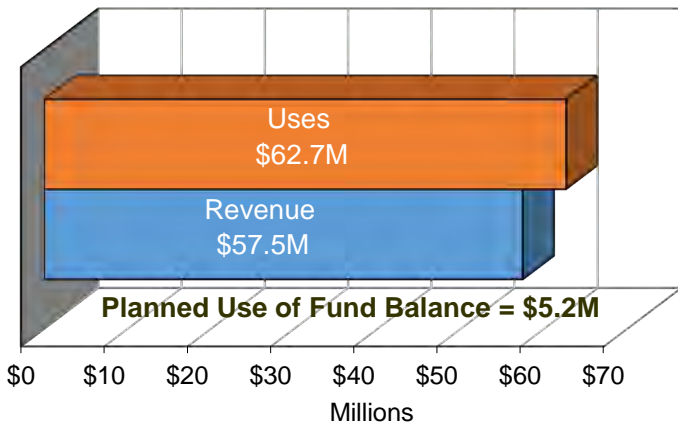 Uses
$62.7M
Revenue
$57.5M
Planned Use of Fund Balance = $5.2M
$0 $10 $20 $30 $40 $50 $60 $70
Millions